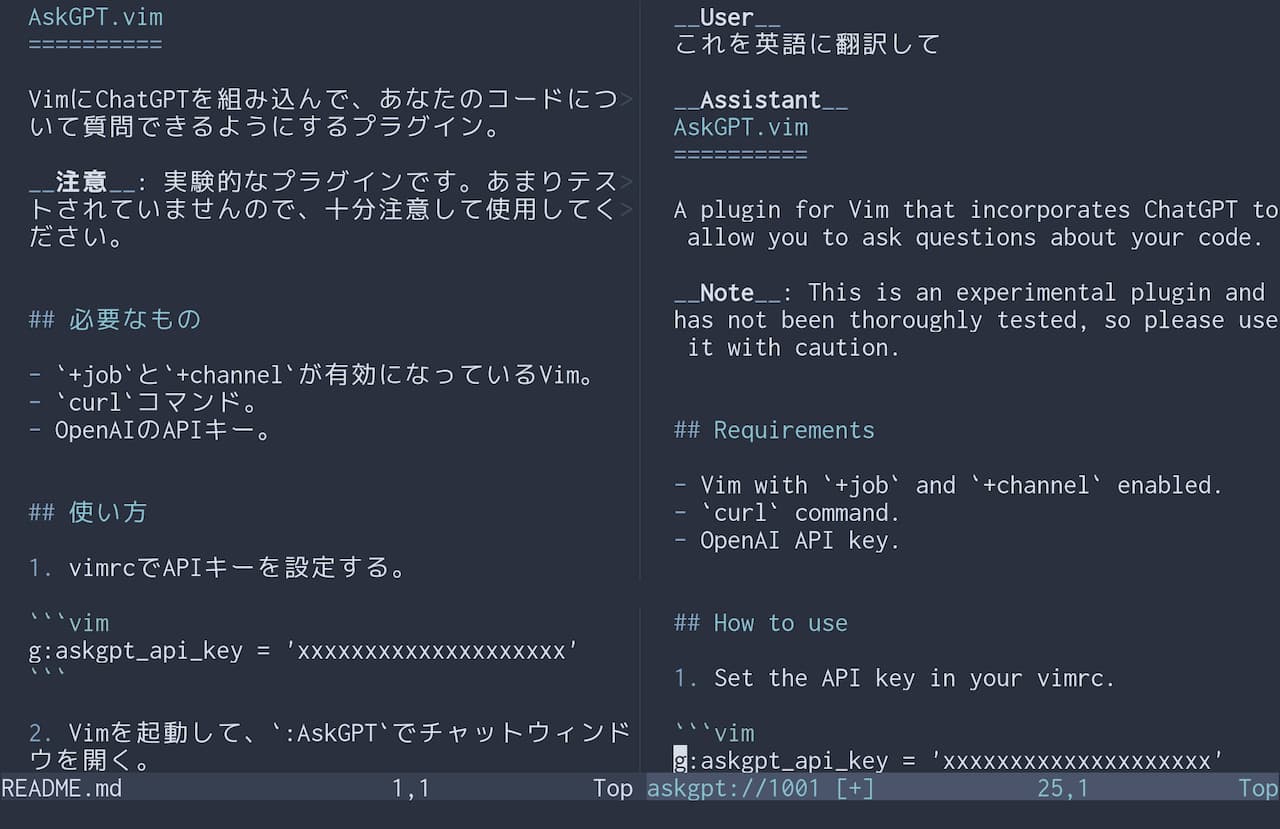 AskGPT.vim
==========
VimにChatGPTを組み込んで、あなたのコードにつ>
いて質問できるようにするプラグイン。
__注意__: 実験的なプラグインです。あまりテス>
トされていませんので、十分注意して使用してく>
ださい。
## 必要なもの
- `+job`と`+channel`が有効になっているVim。
- `curl`コマンド。
- OpenAIのAPIキー。
## 使い方
1. vimrcでAPIキーを設定する。
```vim
g:askgpt_api_key = 'xxxxxxxxxxxxxxxxxxxx'
```
2. Vimを起動して、`:AskGPT`でチャットウィンド
ウを開く。
README.md 1,1 Top
__User__
これを英語に翻訳して
__Assistant__
AskGPT.vim
==========
A plugin for Vim that incorporates ChatGPT to
allow you to ask questions about your code.
__Note__: This is an experimental plugin and
has not been thoroughly tested, so please use
it with caution.
## Requirements
- Vim with `+job` and `+channel` enabled.
- `curl` command.
- OpenAI API key.
## How to use
1. Set the API key in your vimrc.
```vim
g:askgpt_api_key = 'xxxxxxxxxxxxxxxxxxxx'
askgpt://1001 [+] 25,1 Top